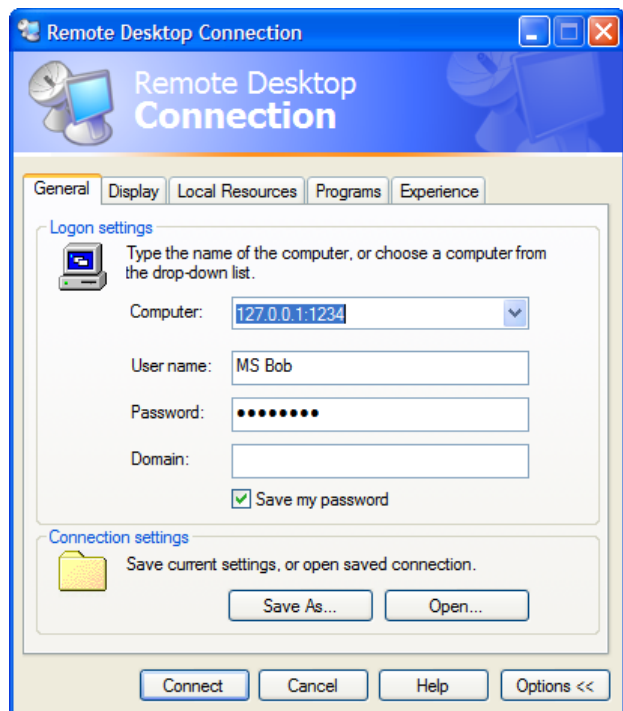 Remote Desktop Connection
Remote Desktop
Connection
General Display Local Resources Programs Experience
Logon settings
Type the name of the computer, or choose a computer from
the drop-down list.
Computer: 127.0.0.1:1234
User name: MS Bob
Password: ●●●●●●●●
Domain:
Save my password
Connection settings
Save current settings, or open saved connection.
Save As... Open...
Connect Cancel Help Options <<